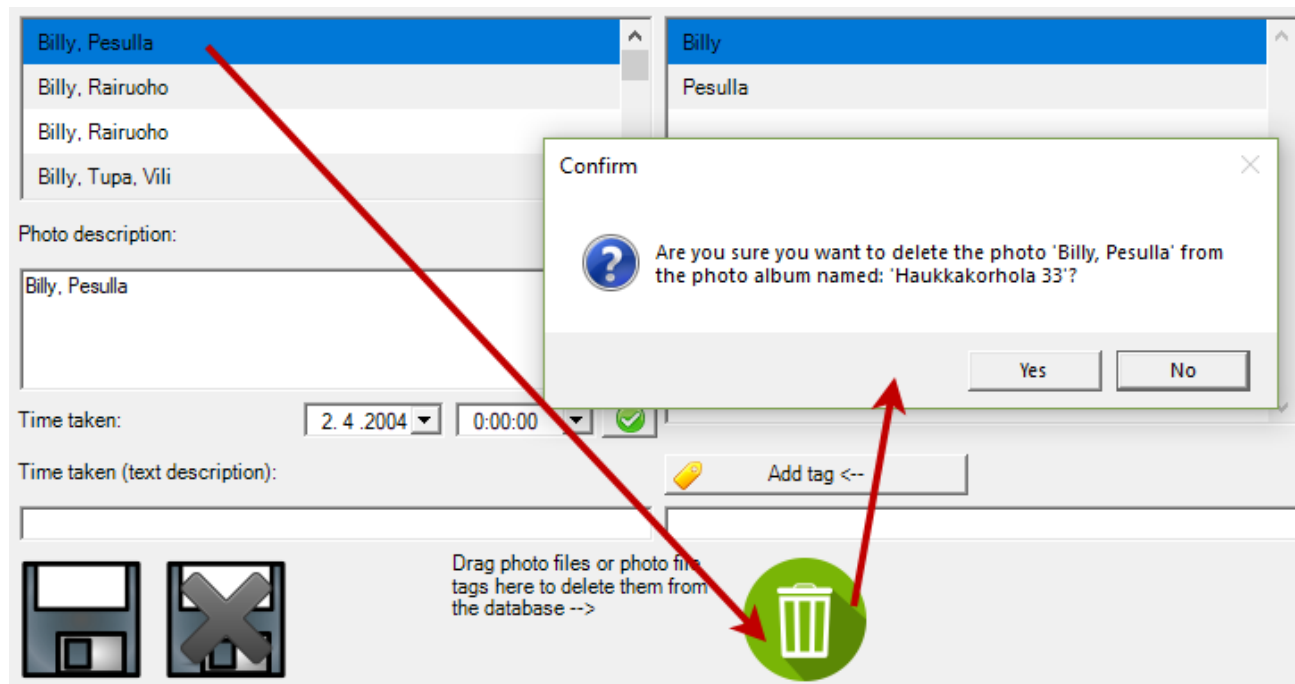 Billy, Pesulla
Billy, Rairuoho
Billy, Rairuoho
Billy, Tupa, Vili
Billy
Pesulla
Confirm
Are you sure you want to delete the photo 'Billy, Pesulla' from
the photo album named: 'Haukkakorhola 33'?
Yes No
Photo description:
Billy, Pesulla
Time taken: 2. 4 .2004 0:00:00
Time taken (text description):
Add tag <--
Drag photo files or photo file
tags here to delete them from
the database -->